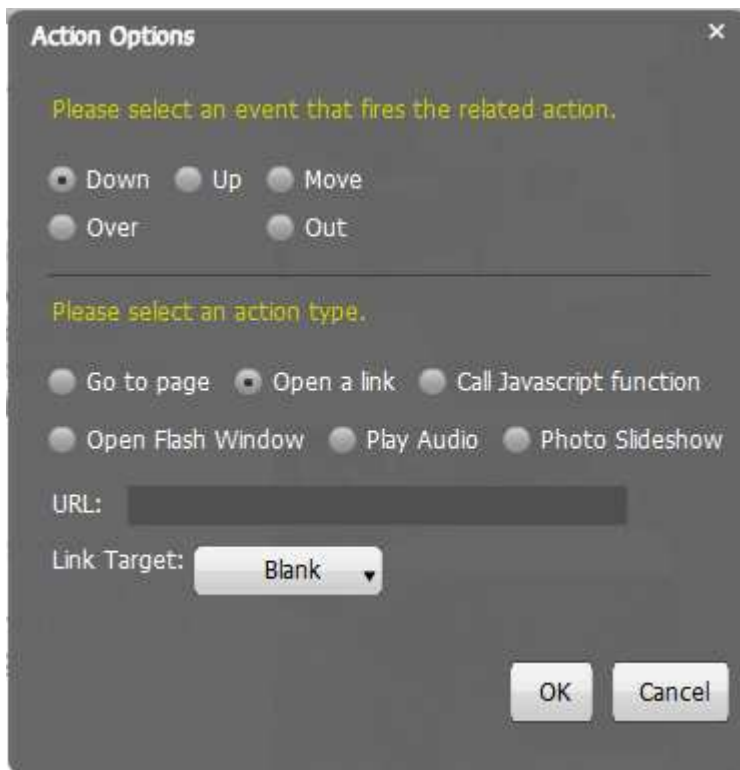 Action Options
Please select an event that fires the related action.
Down Up Move
Over Out
Please select an action type.
Go to page Open a link Call Javascript function
Open Flash Window Play Audio Photo Slideshow
URL:
Link Target: Blank
OK Cancel